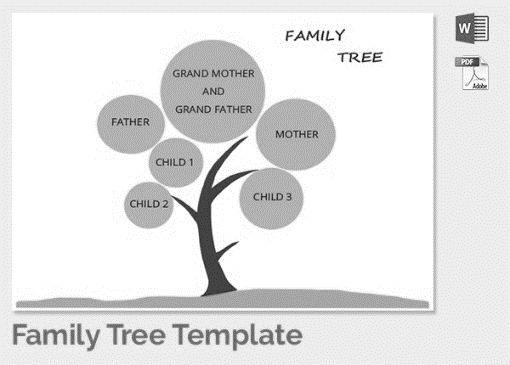 FAMILY
TREE
GRAND MOTHER
AND
GRAND FATHER
FATHER
MOTHER
CHILD 1
CHILD 2
CHILD 3
W
PDF
Adobe
Family Tree Template